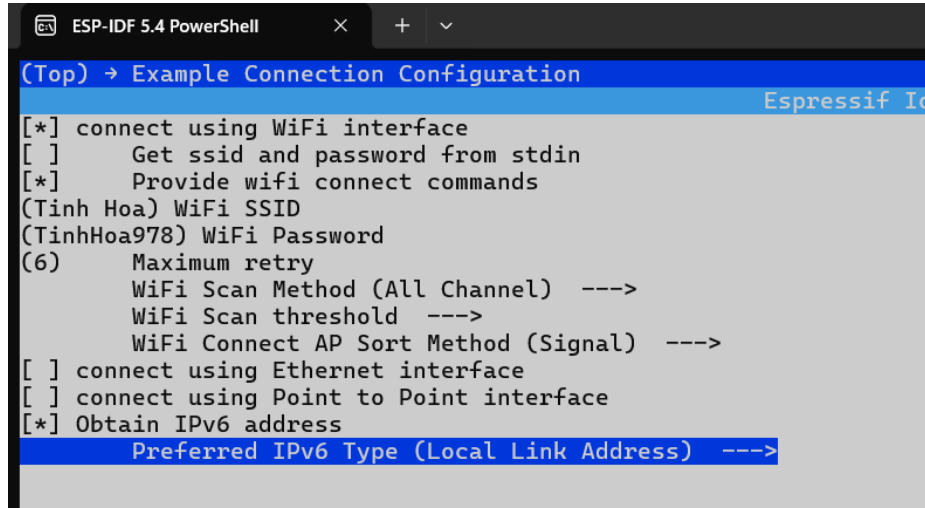 ESP-IDF 5.4 PowerShell
(Top) → Example Connection Configuration
Espressif
[*] connect using WiFi interface
[ ] Get ssid and password from stdin
[*] Provide wifi connect commands
(Tinh Hoa) WiFi SSID
(TinhHoa978) WiFi Password
(6) Maximum retry
WiFi Scan Method (All Channel) --->
WiFi Scan threshold --->
WiFi Connect AP Sort Method (Signal) --->
[ ] connect using Ethernet interface
[ ] connect using Point to Point interface
[*] Obtain IPv6 address
Preferred IPv6 Type (Local Link Address) --->